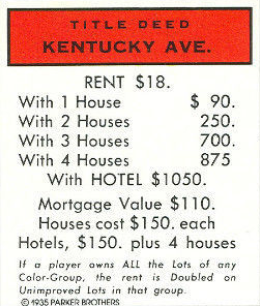 TITLE DEED
KENTUCKY AVE.
RENT $18.
With 1 House $ 90.
With 2 Houses 250.
With 3 Houses 700.
With 4 Houses 875
With HOTEL $1050.
Mortgage Value $110.
Houses cost $150. each
Hotels, $150. plus 4 houses
If a player owns ALL the Lots of any
Color-Group, the rent is Doubled on
Unimproved Lots in that group.
© 1935 PARKER BROTHERS